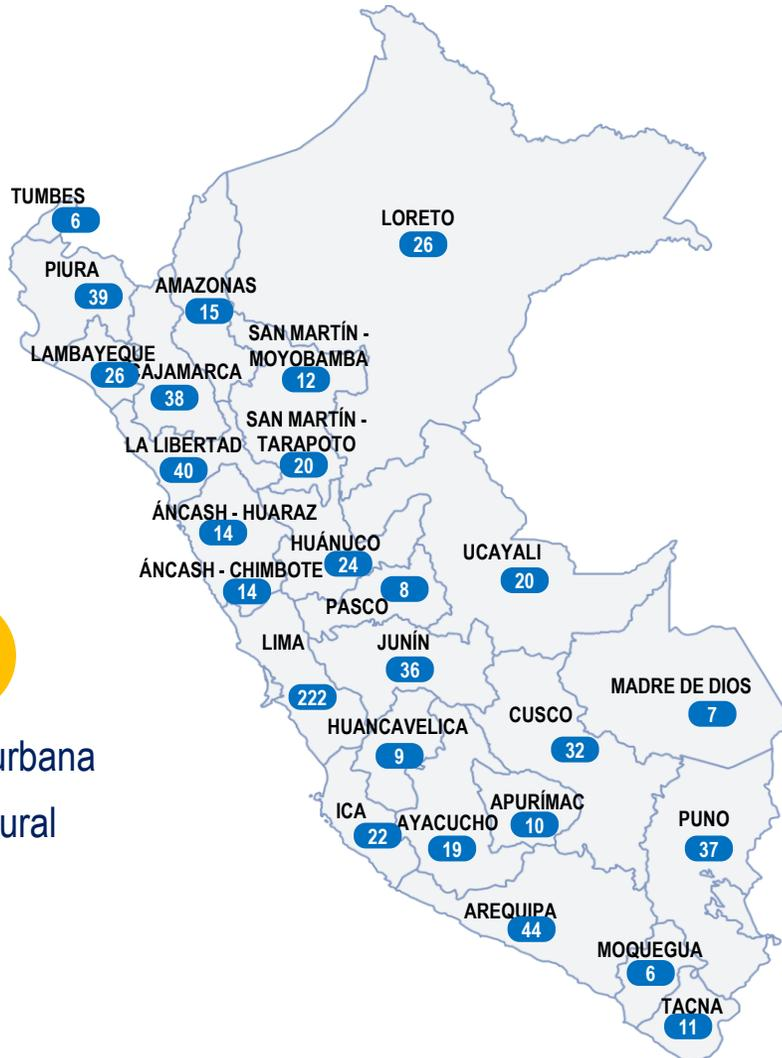 TUMBES
6
LORETO
26
PIURA
39
AMAZONAS
15
SAN MARTÍN -
MOYOBAMBA
12
LAMBAYEQUE
26
CAJAMARCA
38
SAN MARTÍN -
TARAPOTO
20
LA LIBERTAD
40
ÁNCASH - HUARAZ
14
HUÁNUCO
24
UCAYALI
20
ÁNCASH - CHIMBOTE
14
8
PASCO
LIMA
222
JUNÍN
36
MADRE DE DIOS
7
CUSCO
32
HUANCAVELICA
9
urbana
ural
ICA
22
AYACUCHO
19
APURÍMAC
10
PUNO
37
AREQUIPA
44
MOQUEGUA
6
TACNA
11